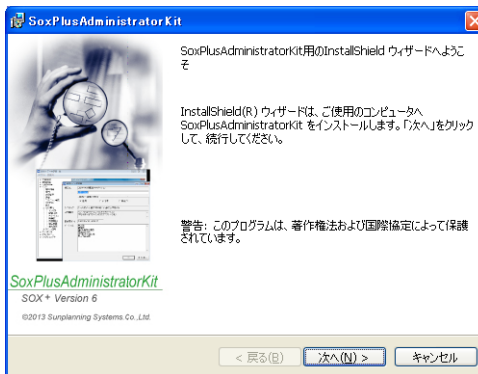 SoxPlusAdministratorKit
SoxPlusAdministratorKit用のInstallShield ウィザードへようこ
そ
InstallShield(R) ウィザードは、ご使用のコンピュータへ
SoxPlusAdministratorKit をインストールします。「次へ」をクリック
して、続行してください。
警告: このプログラムは、著作権法および国際協定によって保護
されています。
SoxPlusAdministratorKit
SOX+ Version 6
©2013 Sunplanning Systems.Co.,Ltd.
< 戻る(B)
次へ(N) >
キャンセル